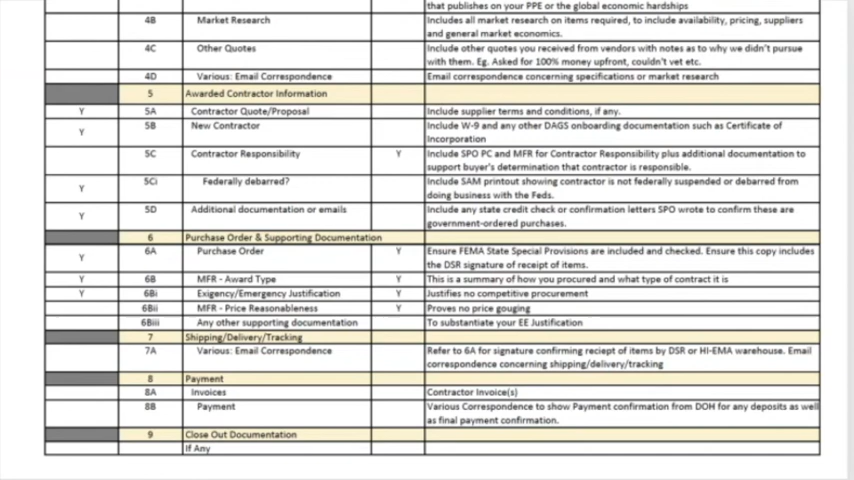 that publishes on your PPE or the global economic hardships
4B Market Research Includes all market research on items required, to include availability, pricing, suppliers
and general market economics.
4C Other Quotes Include other quotes you received from vendors with notes as to why we didn't pursue
with them. Eg. Asked for 100% money upfront, couldn't vet etc.
4D Various: Email Correspondence Email correspondence concerning specifications or market research
5 Awarded Contractor Information
Y 5A Contractor Quote/Proposal Include supplier terms and conditions, if any.
Y 5B New Contractor Include W-9 and any other DAGS onboarding documentation such as Certificate of
Incorporation
5C Contractor Responsibility Y Include SPO PC and MFR for Contractor Responsibility plus additional documentation to
support buyer's determination that contractor is responsible.
Y 5Ci Federally debarred? Include SAM printout showing contractor is not federally suspended or debarred from
doing business with the Feds.
Y 5D Additional documentation or emails Include any state credit check or confirmation letters SPO wrote to confirm these are
government-ordered purchases.
6 Purchase Order & Supporting Documentation
Y 6A Purchase Order Y Ensure FEMA State Special Provisions are included and checked. Ensure this copy includes
the DSR signature of receipt of items.
Y 6B MFR - Award Type Y This is a summary of how you procured and what type of contract it is
Y 6Bi Exigency/Emergency Justification Y Justifies no competitive procurement
6Bii MFR - Price Reasonableness Y Proves no price gouging
6Biii Any other supporting documentation To substantiate your EE Justification
7 Shipping/Delivery/Tracking
7A Various: Email Correspondence Refer to 6A for signature confirming reciept of items by DSR or HI-EMA warehouse. Email
correspondence concerning shipping/delivery/tracking
8 Payment
8A Invoices Contractor Invoice(s)
8B Payment Various Correspondence to show Payment confirmation from DOH for any deposits as well
as final payment confirmation.
9 Close Out Documentation
If Any